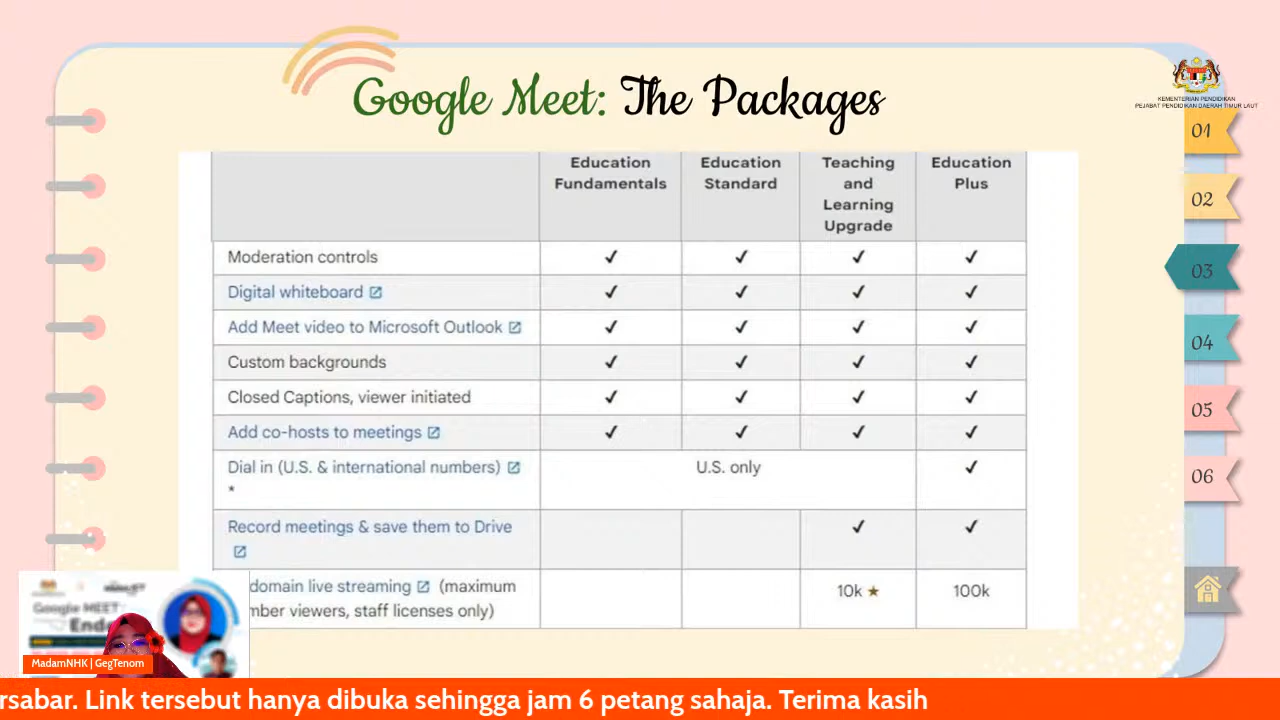 Google Meet: The Packages
KEMENTERIAN PENDIDIKAN
PEJABAT PENDIDIKAN DAERAH TIMUR LAUT
01
02
03
04
05
06
Education Fundamentals
Education Standard
Teaching and Learning Upgrade
Education Plus
Moderation controls ✓ ✓ ✓ ✓
Digital whiteboard ✓ ✓ ✓ ✓
Add Meet video to Microsoft Outlook ✓ ✓ ✓ ✓
Custom backgrounds ✓ ✓ ✓ ✓
Closed Captions, viewer initiated ✓ ✓ ✓ ✓
Add co-hosts to meetings ✓ ✓ ✓ ✓
Dial in (U.S. & international numbers) U.S. only ✓
*
Record meetings & save them to Drive ✓ ✓
domain live streaming (maximum 10k ★ 100k
viewers, staff licenses only)
Google MEET
MadamNHK | GegTenom
rsabar. Link tersebut hanya dibuka sehingga jam 6 petang sahaja. Terima kasih